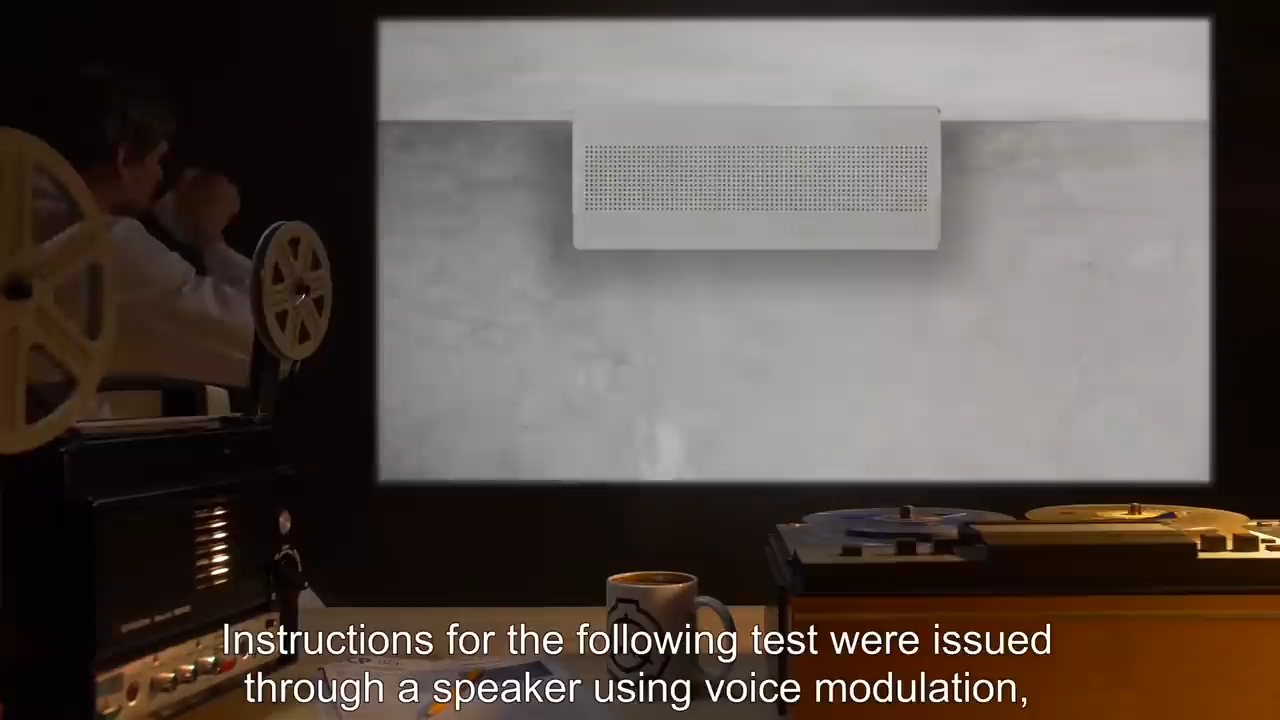 Instructions for the following test were issued
through a speaker using voice modulation,